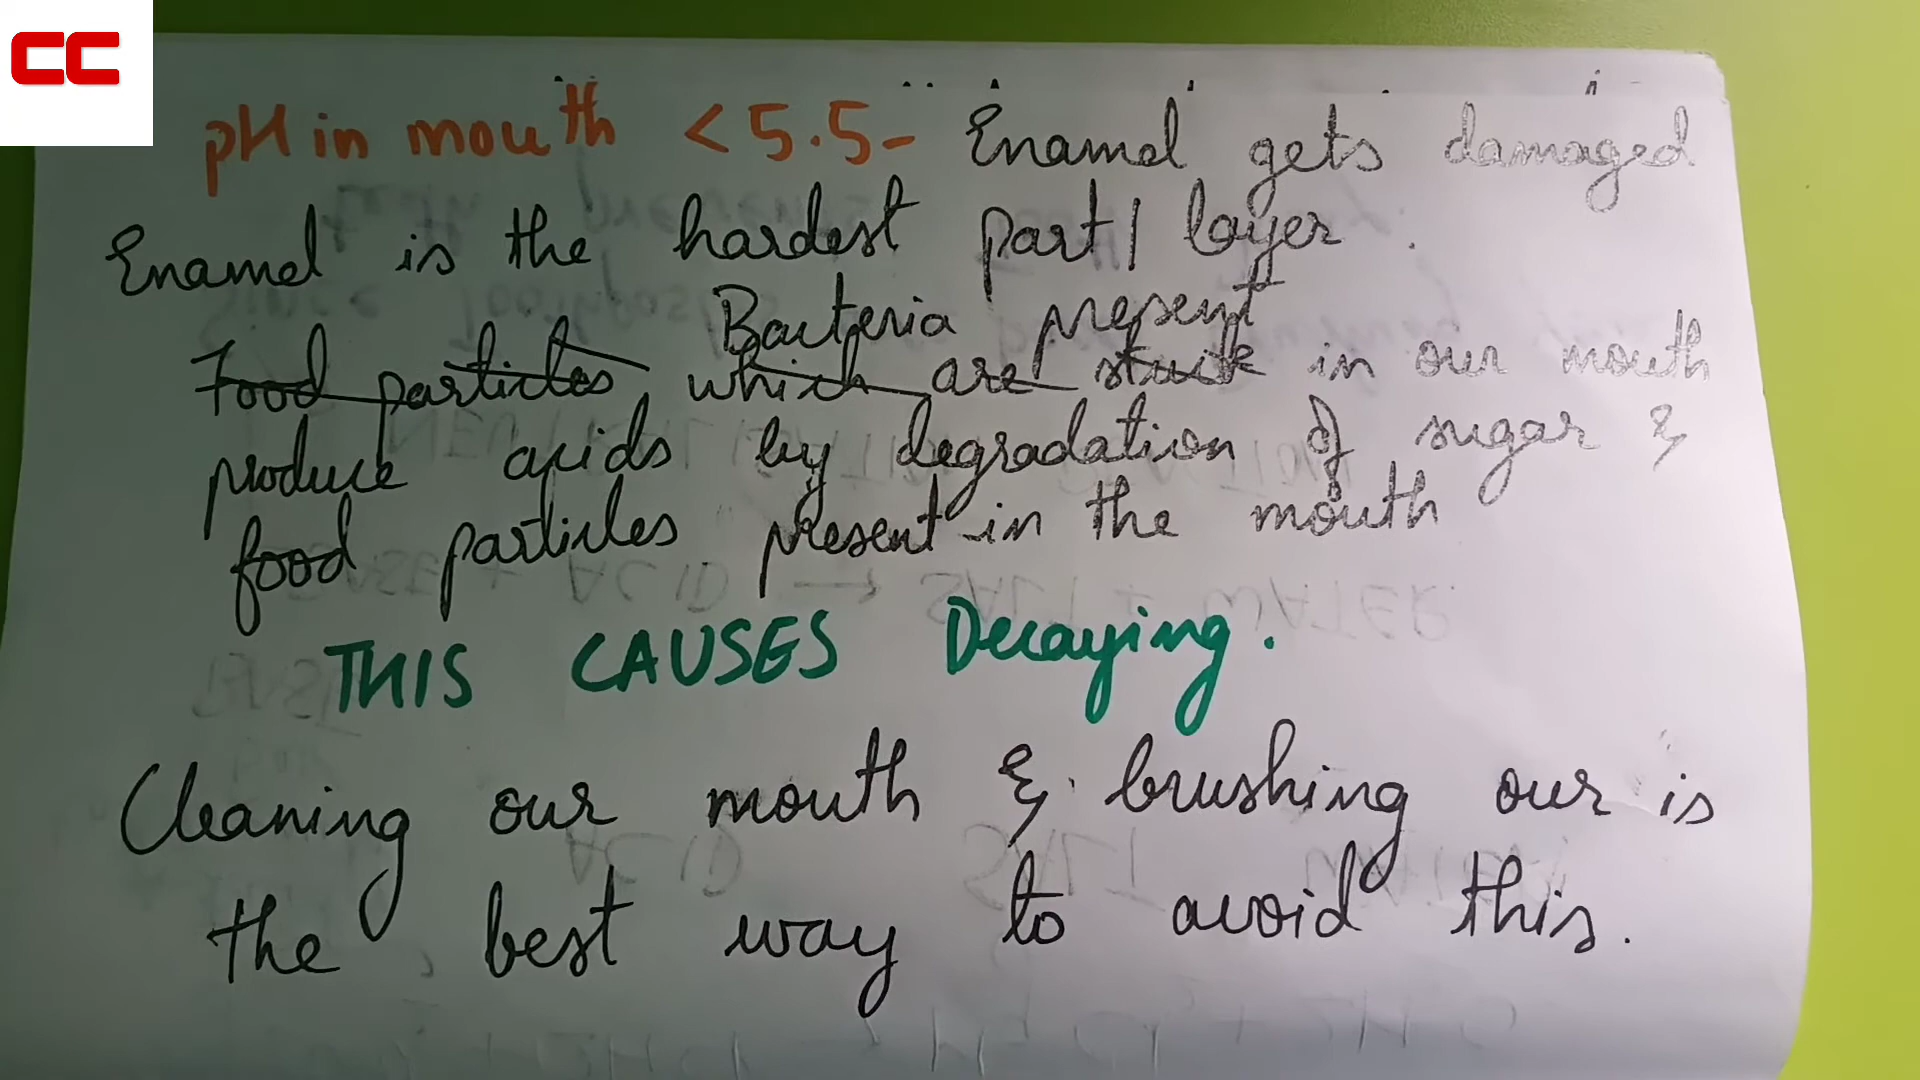 CC
pH in mouth < 5.5 - Enamel gets damaged
Enamel is the hardest part / layer .
Bacteria present
Food particles which are stuck in our mouth
produce acids by degradation of sugar &
food particles present in the mouth
THIS CAUSES Decaying.
Cleaning our mouth & brushing our is
the best way to avoid this.